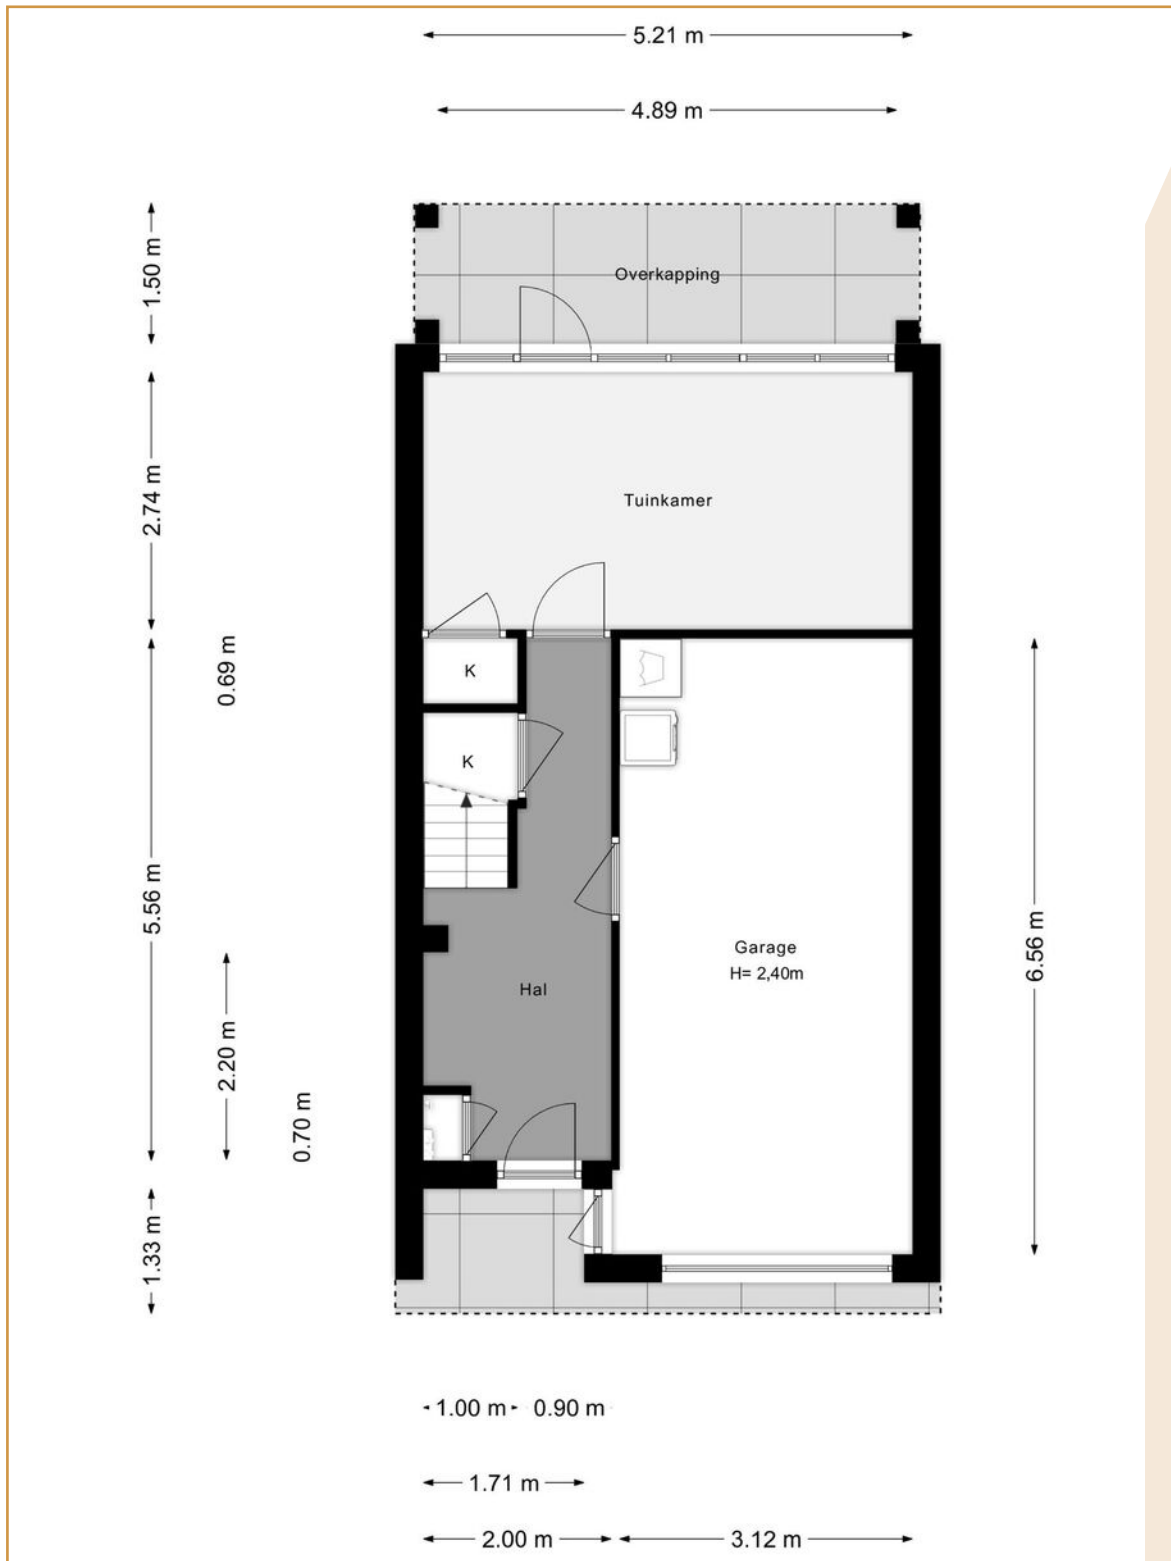 5.21 m
4.89 m
1.50 m
Overkapping
2.74 m
Tuinkamer
0.69 m
K
K
5.56 m
Garage
H= 2,40m
6.56 m
Hal
2.20 m
0.70 m
1.33 m
1.00 m 0.90 m
1.71 m
2.00 m 3.12 m